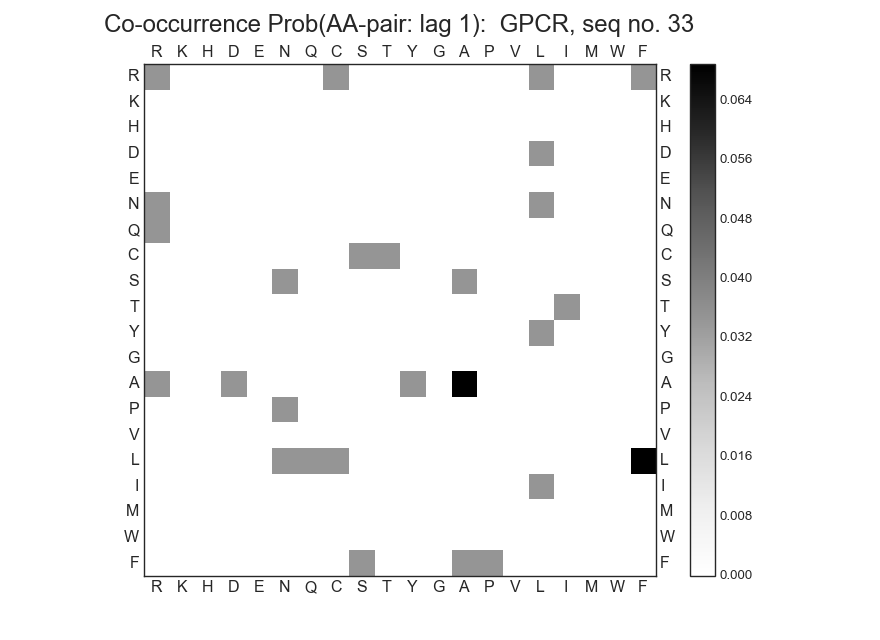 Co-occurrence Prob(AA-pair: lag 1):  GPCR, seq no. 33
R K H D E N Q C S T Y G A P V L I M W F
R R
K K
H H
D D
E E
N N
Q Q
C C
S S
T T
Y Y
G G
A A
P P
V V
L L
I I
M M
W W
F F
R K H D E N Q C S T Y G A P V L I M W F
0.064
0.056
0.048
0.040
0.032
0.024
0.016
0.008
0.000